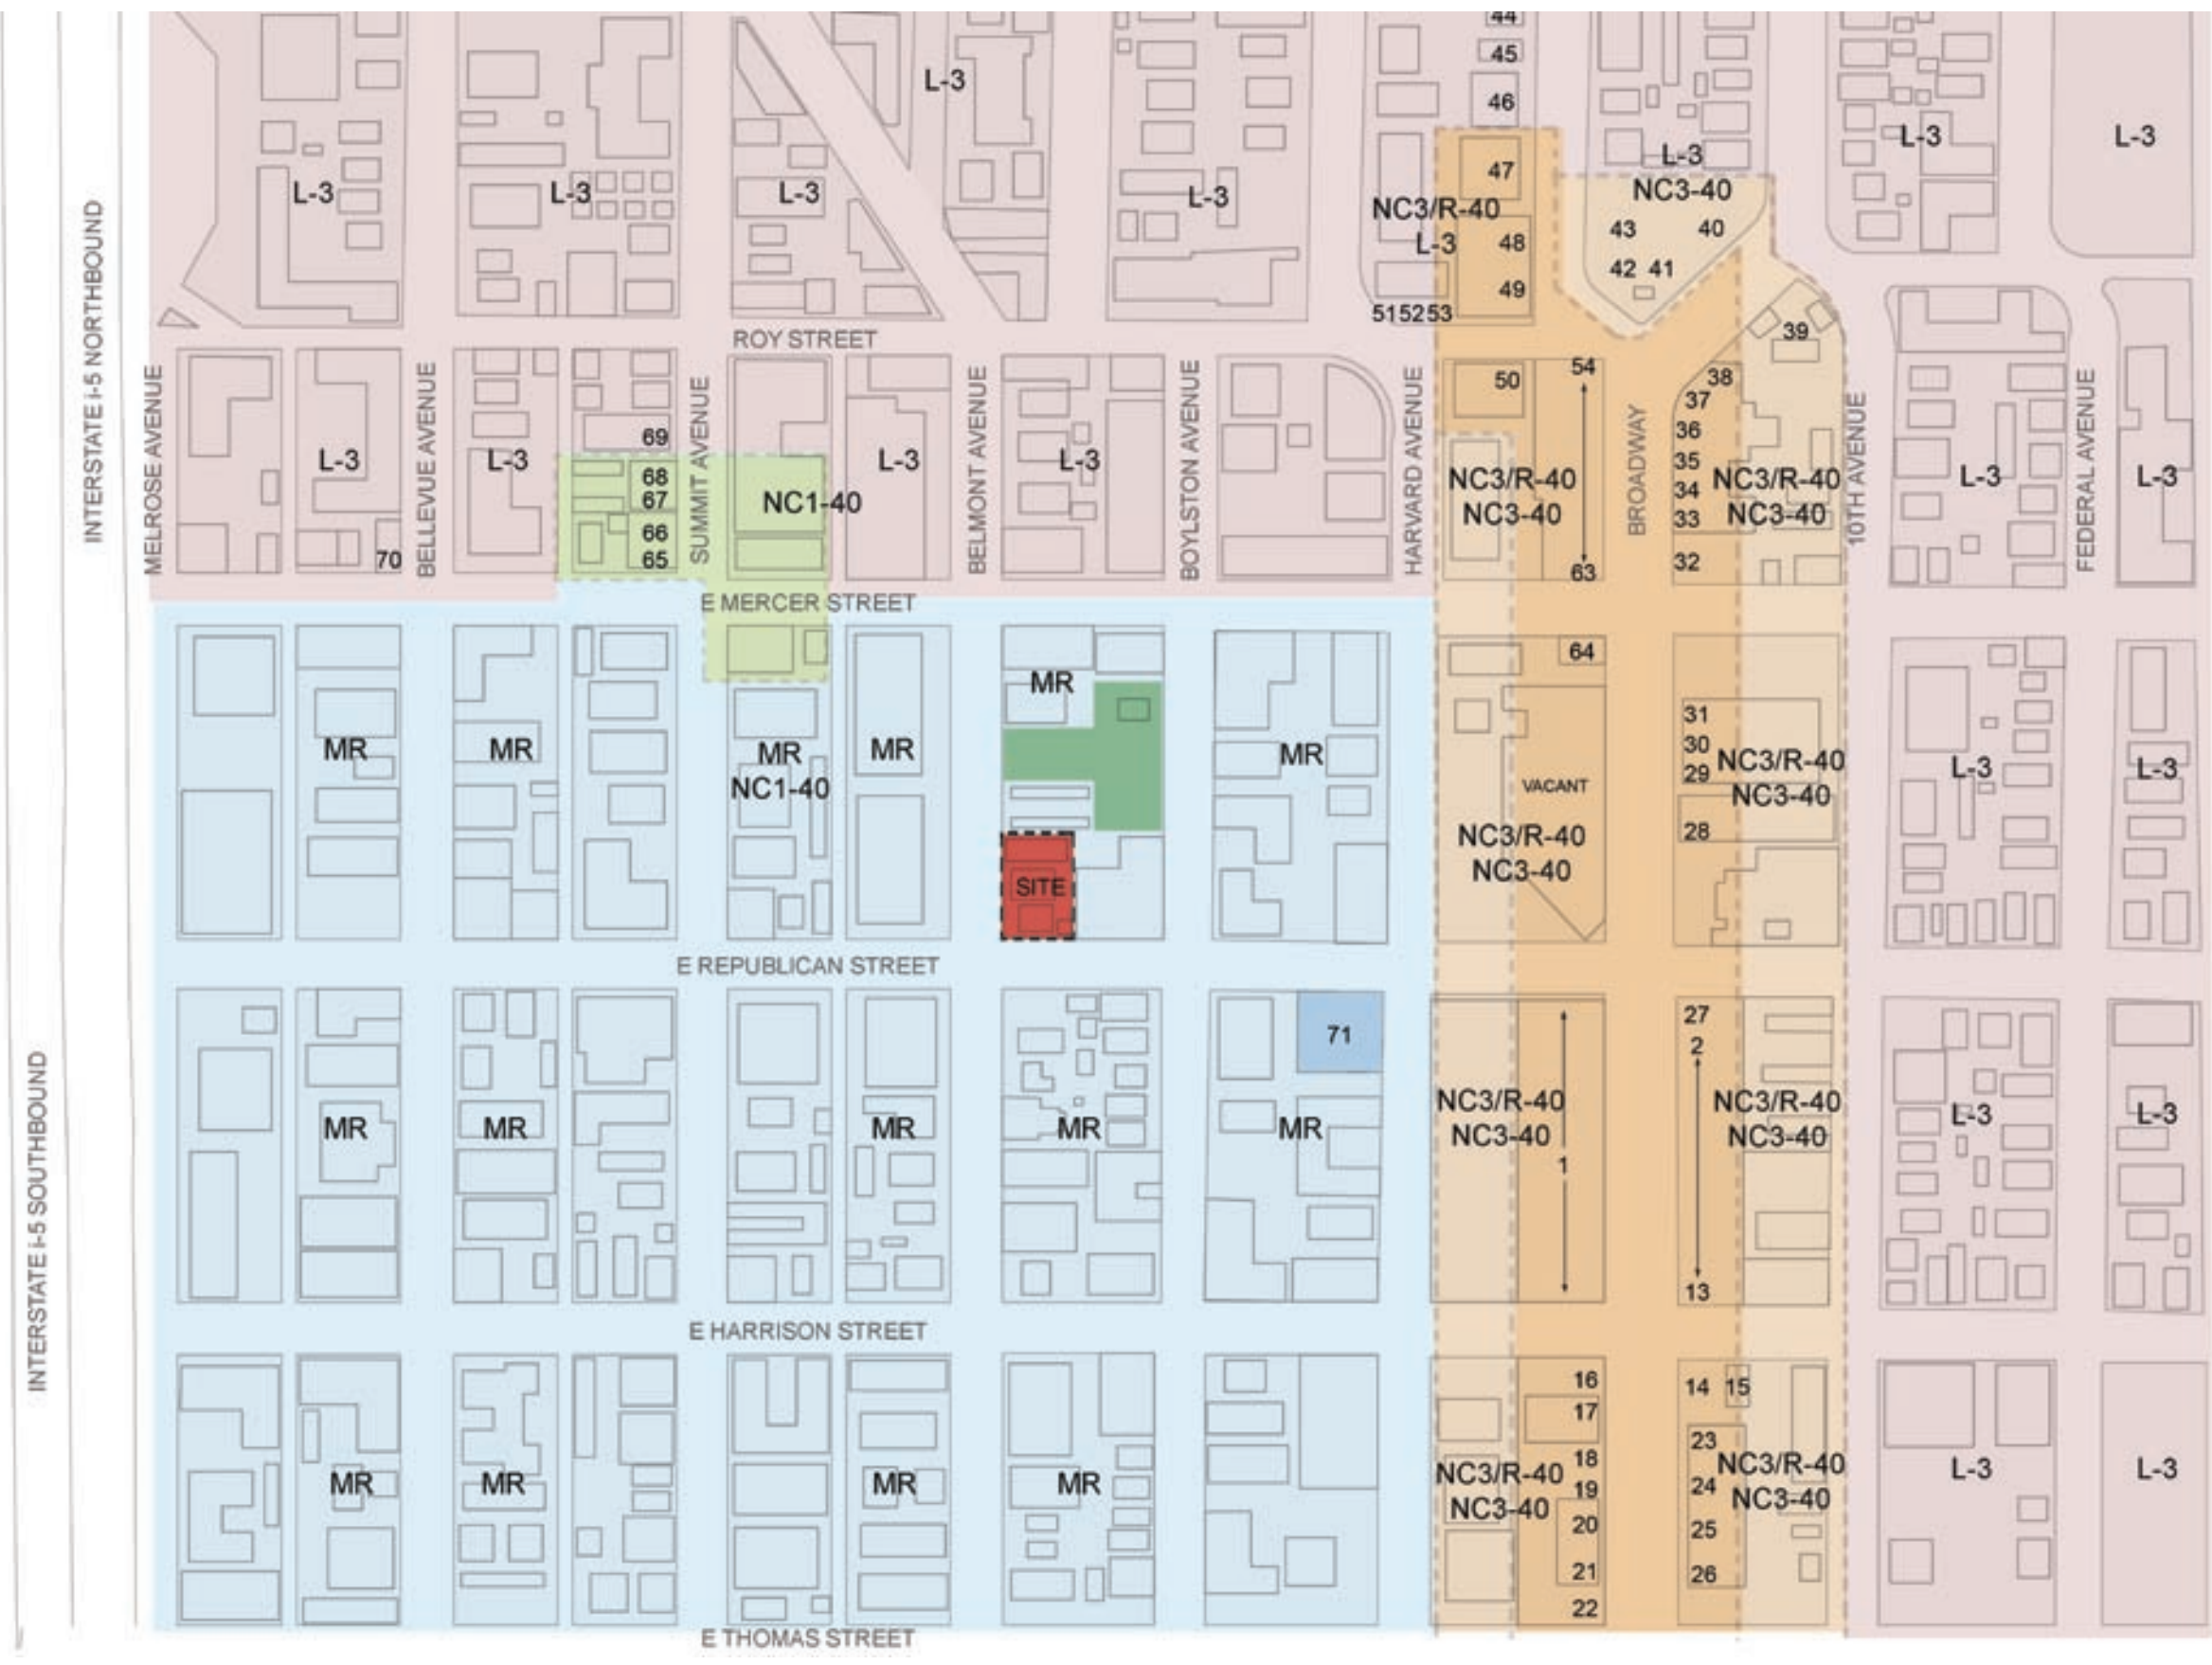 44
45
L-3
46
L-3
L-3
L-3
L-3
47
NC3-40
L-3
L-3
L-3
L-3
NC3/R-40
43
40
L-3
48
42
41
49
515253
39
ROY STREET
INTERSTATE i-5 NORTHBOUND
MELROSE AVENUE
BELLEVUE AVENUE
SUMMIT AVENUE
BELMONT AVENUE
BOYLSTON AVENUE
HARVARD AVENUE
BROADWAY
10TH AVENUE
FEDERAL AVENUE
54
50
38
37
36
69
35
L-3
L-3
L-3
L-3
68
67
NC1-40
NC3/R-40
NC3-40
34
NC3/R-40
NC3-40
L-3
L-3
33
66
65
70
63
32
E MERCER STREET
64
MR
31
MR
MR
MR
NC1-40
MR
MR
30
29
NC3/R-40
NC3-40
L-3
L-3
VACANT
NC3/R-40
NC3-40
28
SITE
E REPUBLICAN STREET
INTERSTATE i-5 SOUTHBOUND
71
27
2
NC3/R-40
NC3-40
NC3/R-40
NC3-40
MR
MR
MR
MR
MR
L-3
L-3
1
13
E HARRISON STREET
16
14
15
17
23
18
NC3/R-40
NC3-40
NC3/R-40
NC3-40
MR
MR
MR
MR
L-3
L-3
24
19
20
25
21
26
22
E THOMAS STREET